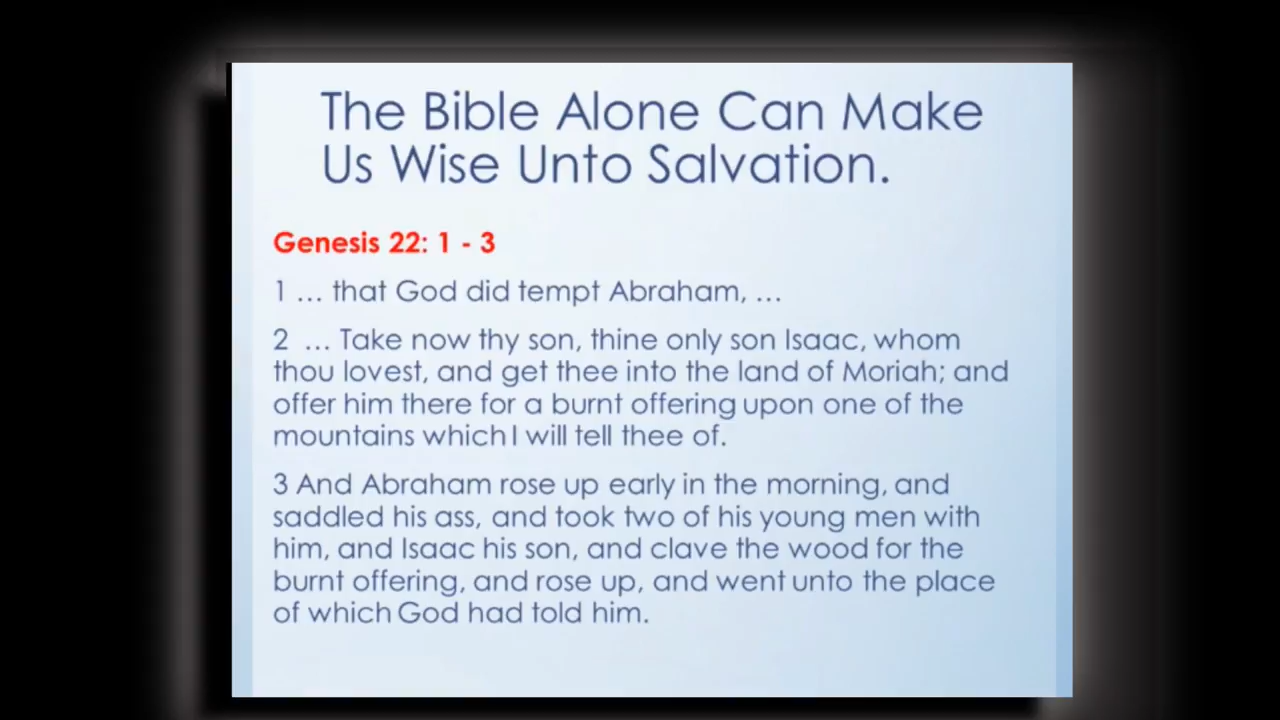 The Bible Alone Can Make
Us Wise Unto Salvation.
Genesis 22: 1 - 3
1 ... that God did tempt Abraham, ...
2 ... Take now thy son, thine only son Isaac, whom
thou lovest, and get thee into the land of Moriah; and
offer him there for a burnt offering upon one of the
mountains which I will tell thee of.
3 And Abraham rose up early in the morning, and
saddled his ass, and took two of his young men with
him, and Isaac his son, and clave the wood for the
burnt offering, and rose up, and went unto the place
of which God had told him.